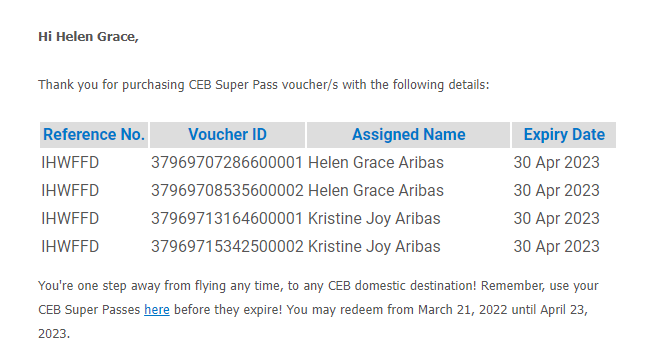 Hi Helen Grace,
Thank you for purchasing CEB Super Pass voucher/s with the following details:
Reference No. Voucher ID Assigned Name Expiry Date
IHWFFD 37969707286600001 Helen Grace Aribas 30 Apr 2023
IHWFFD 37969708535600002 Helen Grace Aribas 30 Apr 2023
IHWFFD 37969713164600001 Kristine Joy Aribas 30 Apr 2023
IHWFFD 37969715342500002 Kristine Joy Aribas 30 Apr 2023
You're one step away from flying any time, to any CEB domestic destination! Remember, use your
CEB Super Passes here before they expire! You may redeem from March 21, 2022 until April 23,
2023.